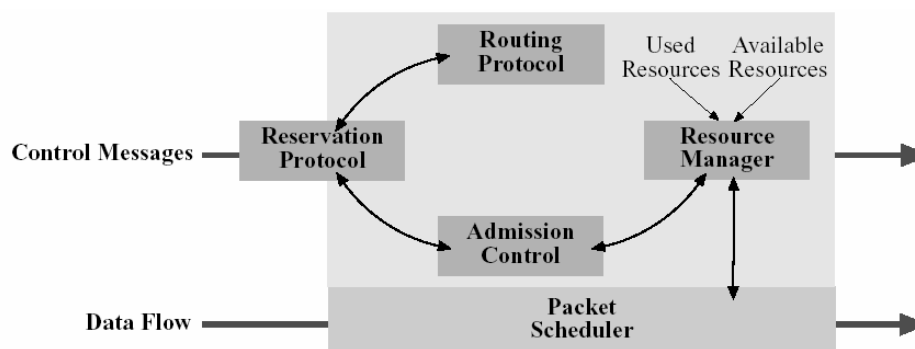 Routing
Protocol
Used
Resources
Available
Resources
Control Messages
Reservation
Protocol
Resource
Manager
Admission
Control
Data Flow
Packet
Scheduler